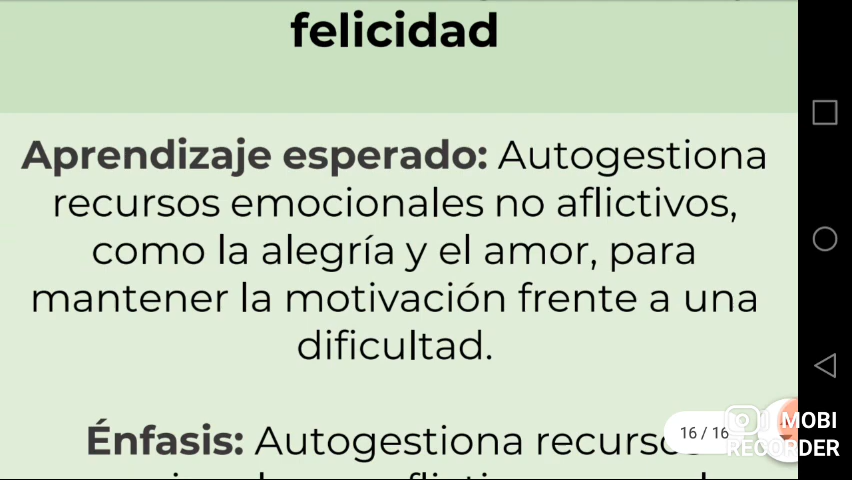 felicidad
Aprendizaje esperado: Autogestiona
recursos emocionales no aflictivos,
como la alegría y el amor, para
mantener la motivación frente a una
dificultad.
Énfasis: Autogestiona recursos
16 / 16
MOBI
RECORDER